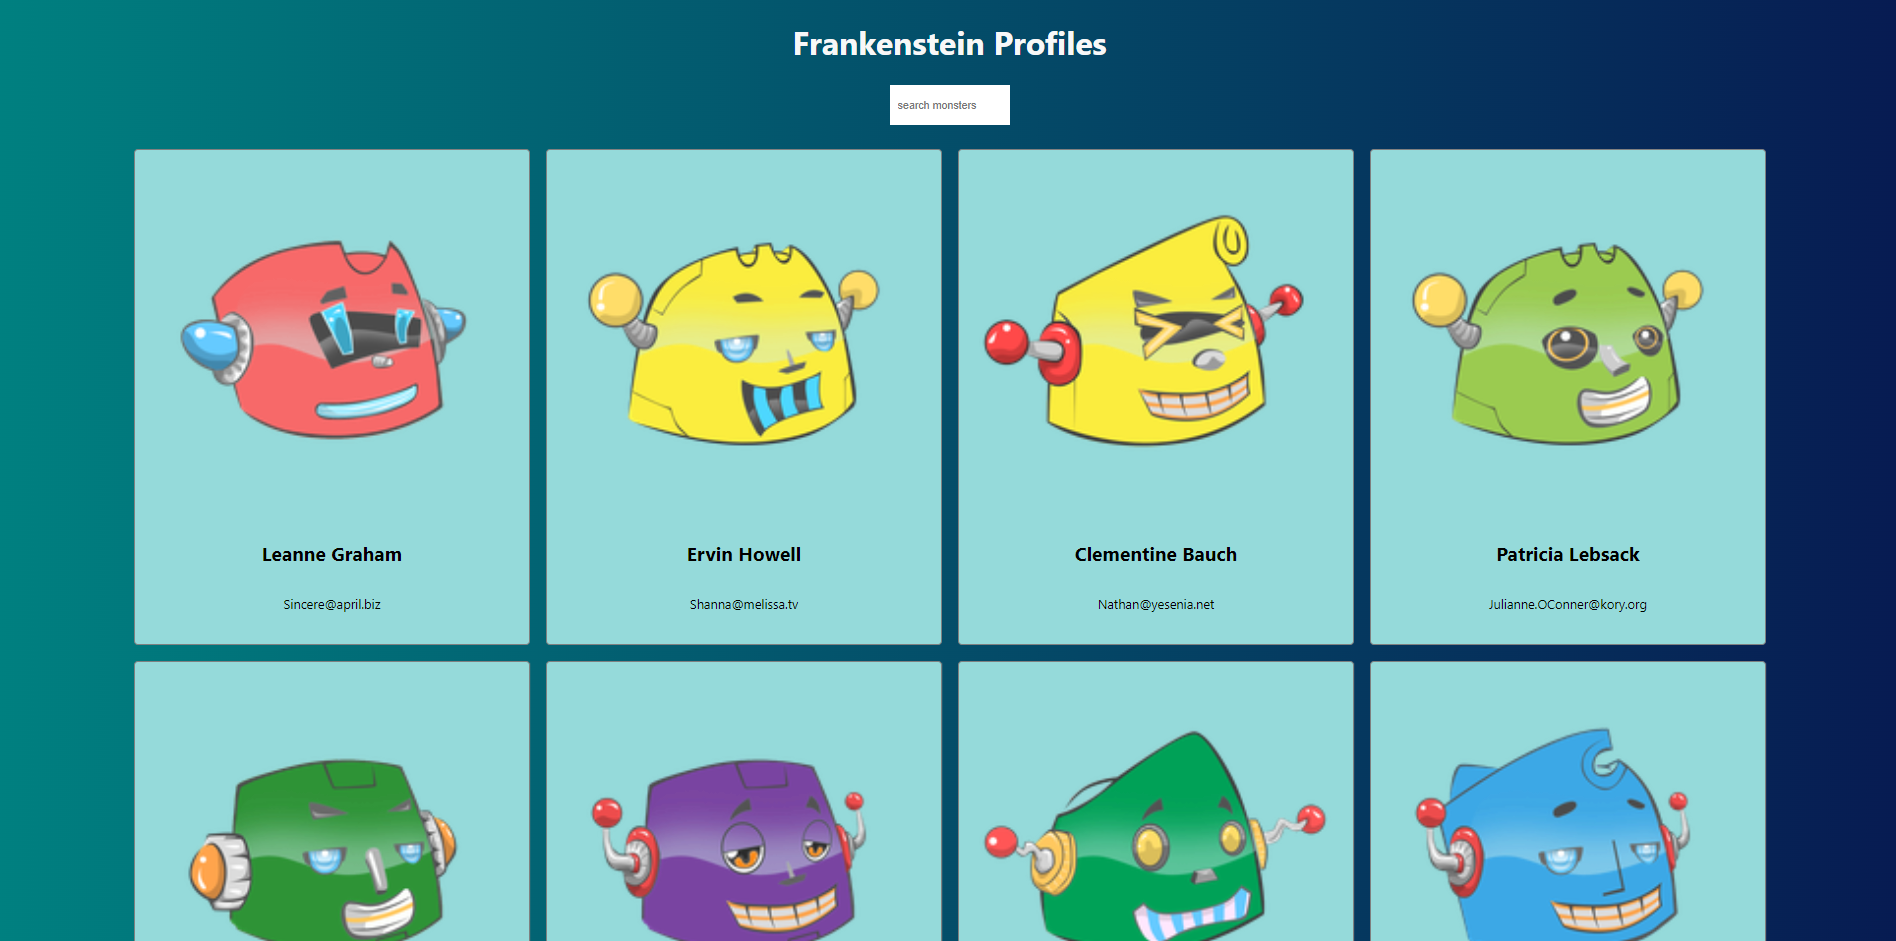 Frankenstein Profiles
search monsters
Leanne Graham
Sincere@april.biz
Ervin Howell
Shanna@melissa.tv
Clementine Bauch
Nathan@yesenia.net
Patricia Lebsack
Julianne.OConner@kory.org